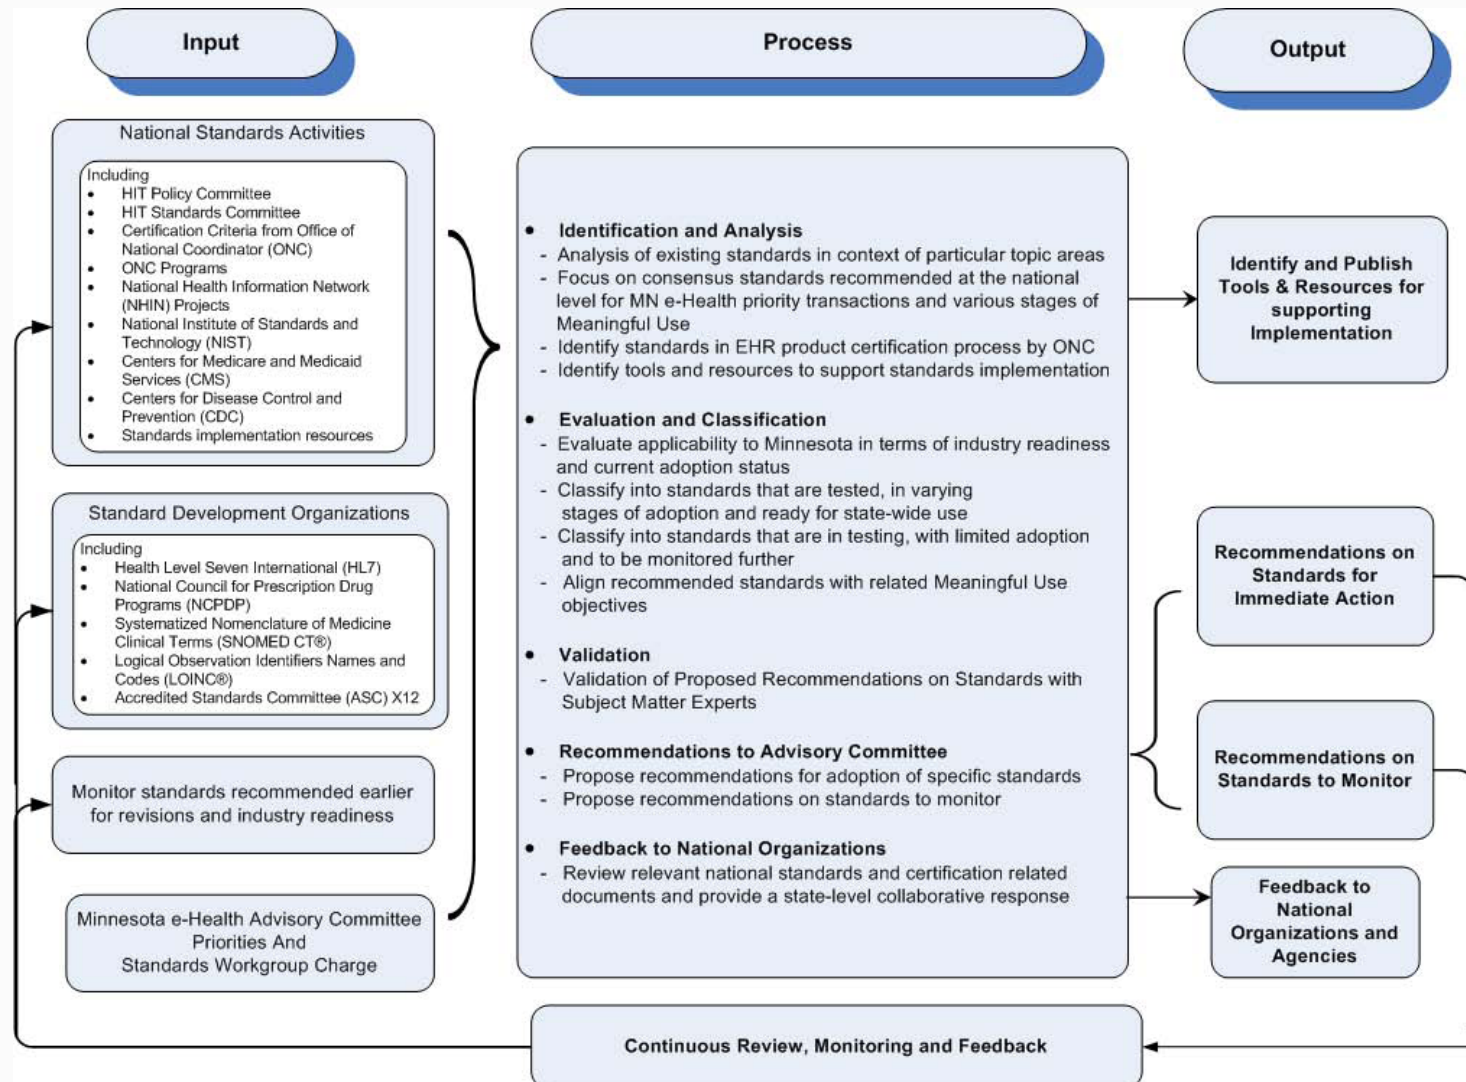 Input
Process
Output
National Standards Activities
Including
• HIT Policy Committee
• HIT Standards Committee
• Certification Criteria from Office of
National Coordinator (ONC)
• ONC Programs
• National Health Information Network
(NHIN) Projects
• National Institute of Standards and
Technology (NIST)
• Centers for Medicare and Medicaid
Services (CMS)
• Centers for Disease Control and
Prevention (CDC)
• Standards implementation resources
Standard Development Organizations
Including
• Health Level Seven International (HL7)
• National Council for Prescription Drug
Programs (NCPDP)
• Systematized Nomenclature of Medicine
Clinical Terms (SNOMED CT®)
• Logical Observation Identifiers Names and
Codes (LOINC®)
• Accredited Standards Committee (ASC) X12
Monitor standards recommended earlier
for revisions and industry readiness
Minnesota e-Health Advisory Committee
Priorities And
Standards Workgroup Charge
• Identification and Analysis
- Analysis of existing standards in context of particular topic areas
- Focus on consensus standards recommended at the national
level for MN e-Health priority transactions and various stages of
Meaningful Use
- Identify standards in EHR product certification process by ONC
- Identify tools and resources to support standards implementation
• Evaluation and Classification
- Evaluate applicability to Minnesota in terms of industry readiness
and current adoption status
- Classify into standards that are tested, in varying
stages of adoption and ready for state-wide use
- Classify into standards that are in testing, with limited adoption
and to be monitored further
- Align recommended standards with related Meaningful Use
objectives
• Validation
- Validation of Proposed Recommendations on Standards with
Subject Matter Experts
• Recommendations to Advisory Committee
- Propose recommendations for adoption of specific standards
- Propose recommendations on standards to monitor
• Feedback to National Organizations
- Review relevant national standards and certification related
documents and provide a state-level collaborative response
Identify and Publish
Tools & Resources for
supporting
Implementation
Recommendations on
Standards for
Immediate Action
Recommendations on
Standards to Monitor
Feedback to
National
Organizations and
Agencies
Continuous Review, Monitoring and Feedback